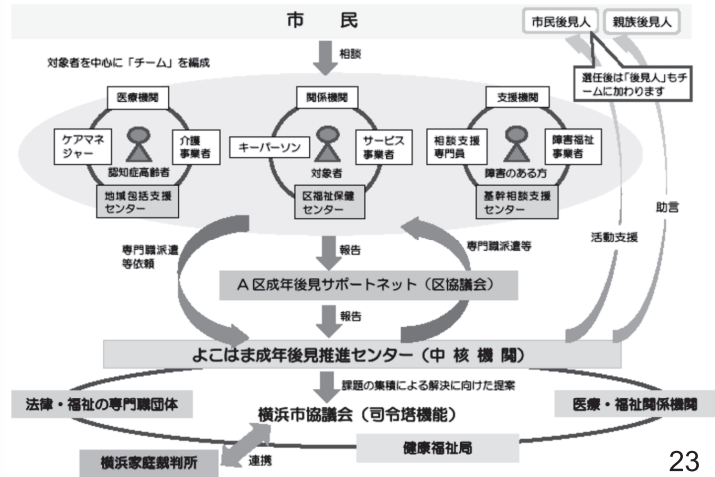 市 民
市民後見人
親族後見人
相談
対象者を中心に「チーム」を編成
選任後は「後見人」もチ
ームに加わります
医療機関
ケアマネ
ジャー
介護
事業者
認知症高齢者
地域包括支援
センター
関係機関
キーパーソン
サービス
事業者
対象者
区福祉保健
センター
支援機関
相談支援
専門員
障害福祉
事業者
障害のある方
基幹相談支援
センター
専門職派遣
等依頼
報告
専門職派遣等
活動支援
助言
A区成年後見サポートネット（区協議会）
報告
よこはま成年後見推進センター（中 核 機 関）
課題の集積による解決に向けた提案
法律・福祉の専門職団体
横浜市協議会（司令塔機能）
医療・福祉関係機関
健康福祉局
横浜家庭裁判所
連携
23